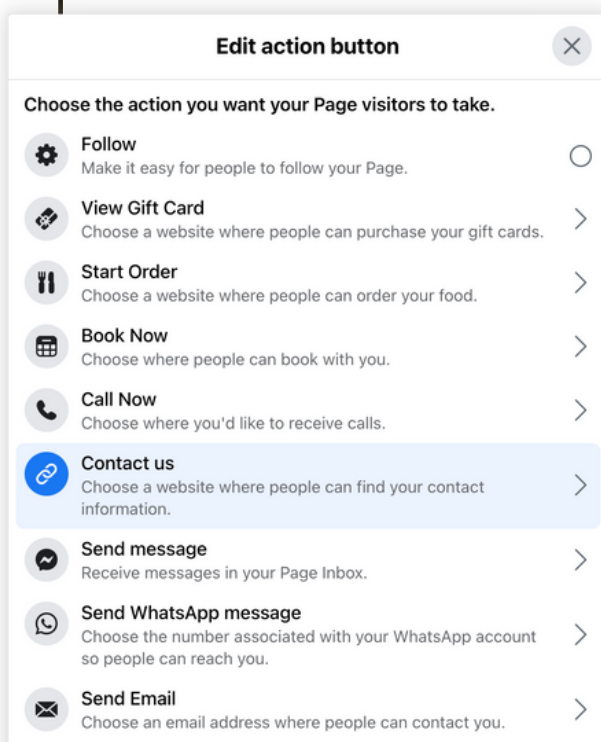 Edit action button
Choose the action you want your Page visitors to take.
Follow
Make it easy for people to follow your Page.
View Gift Card
Choose a website where people can purchase your gift cards.
Start Order
Choose a website where people can order your food.
Book Now
Choose where people can book with you.
Call Now
Choose where you'd like to receive calls.
Contact us
Choose a website where people can find your contact
information.
Send message
Receive messages in your Page Inbox.
Send WhatsApp message
Choose the number associated with your WhatsApp account
so people can reach you.
Send Email
Choose an email address where people can contact you.